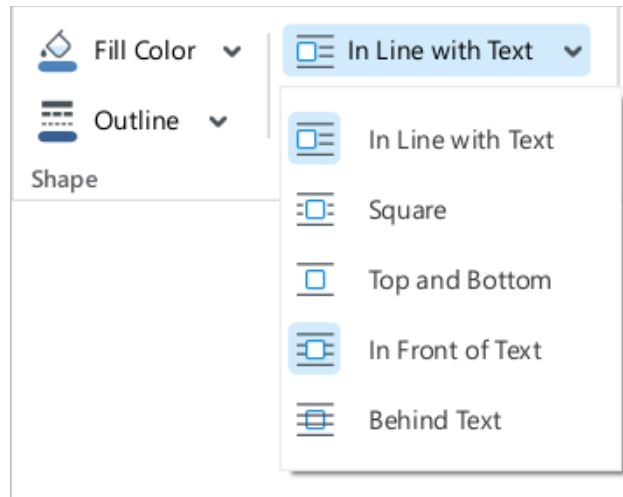 Fill Color
In Line with Text
Outline
Shape
In Line with Text
Square
Top and Bottom
In Front of Text
Behind Text